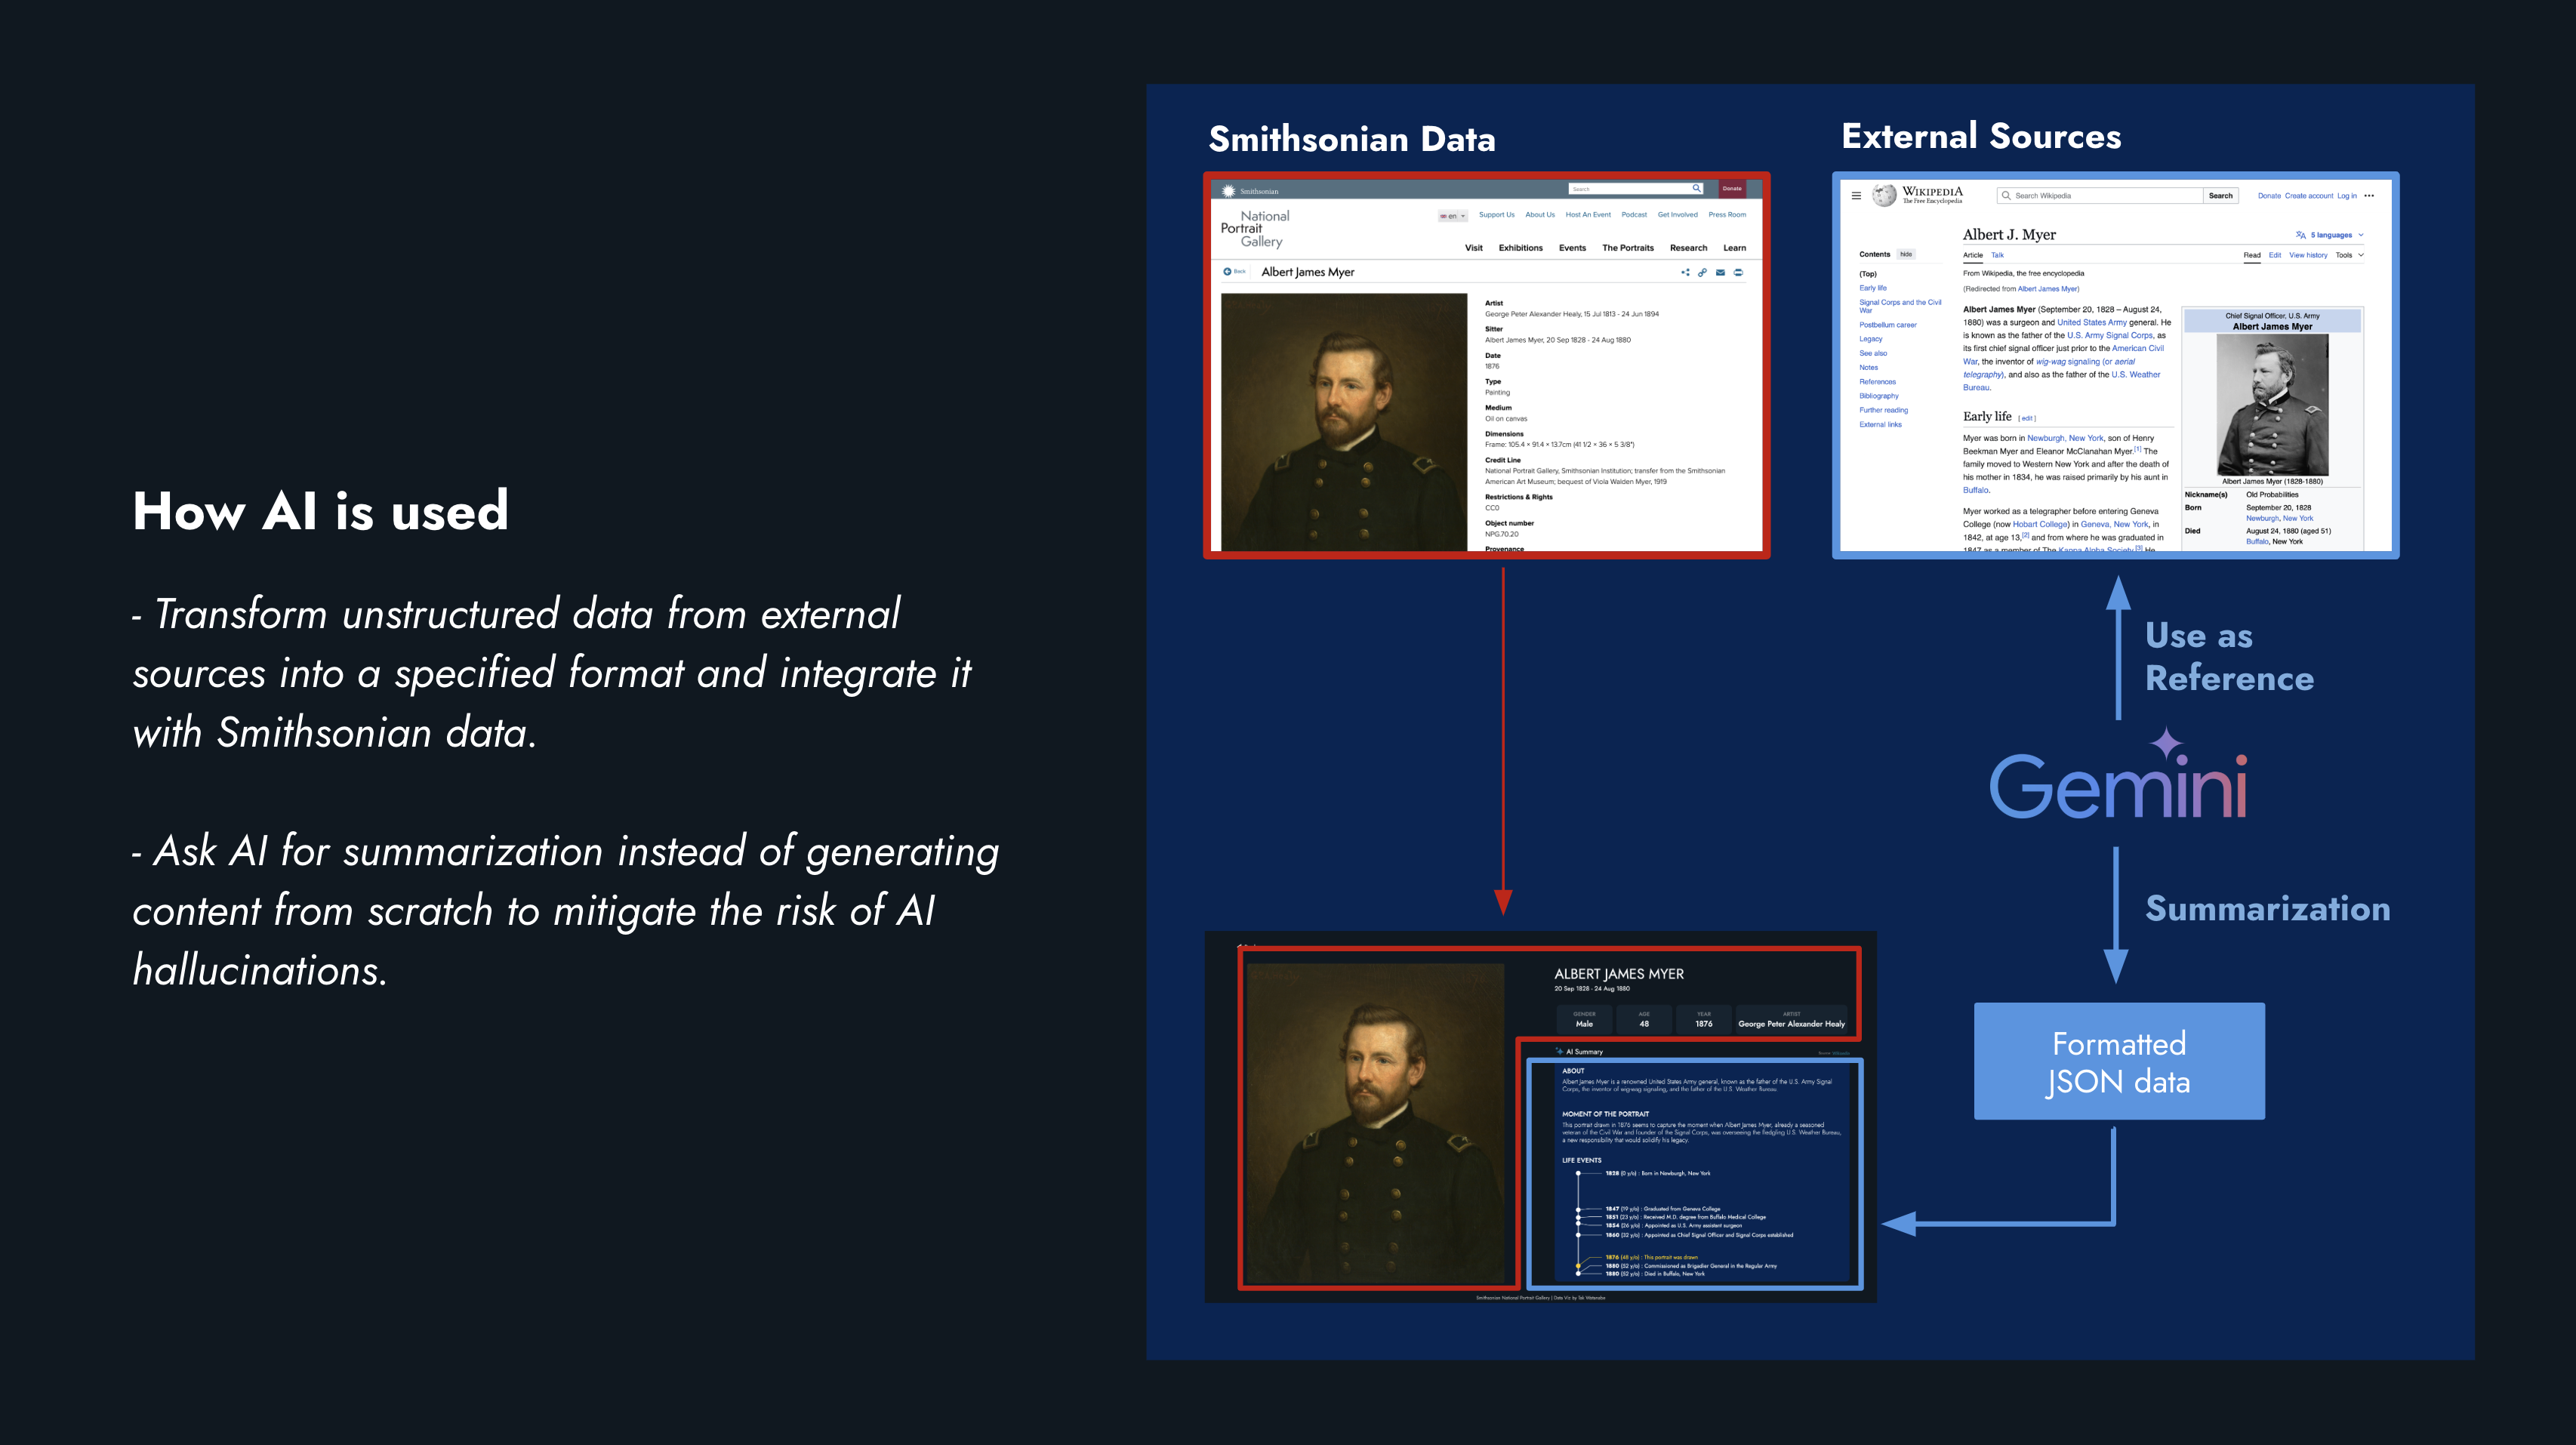 How AI is used
- Transform unstructured data from external
sources into a specified format and integrate it
with Smithsonian data.
- Ask AI for summarization instead of generating
content from scratch to mitigate the risk of AI
hallucinations.
Smithsonian Data
Smithsonian
Search
Donate
National
Portrait
Gallery
en
Support Us About Us Host An Event Podcast Get Involved Press Room
Visit Exhibitions Events The Portraits Research Learn
Back
Albert James Myer
Artist
George Peter Alexander Healy, 15 Jul 1813 - 24 Jun 1894
Sitter
Albert James Myer, 20 Sep 1828 - 24 Aug 1880
Date
1876
Type
Painting
Medium
Oil on canvas
Dimensions
Frame: 105.4 × 91.4 × 13.7cm (41 1/2 × 36 × 5 3/8")
Credit Line
National Portrait Gallery, Smithsonian Institution; transfer from the Smithsonian
American Art Museum; bequest of Viola Walden Myer, 1919
Restrictions & Rights
CC0
Object number
NPG.70.20
Provenance
External Sources
WIKIPEDIA
The Free Encyclopedia
Search Wikipedia
Search
Donate Create account Log in
Albert J. Myer
5 languages
Contents hide
(Top)
Early life
Signal Corps and the Civil
War
Postbellum career
Legacy
See also
Notes
References
Bibliography
Further reading
External links
Article Talk
Read Edit View history Tools
From Wikipedia, the free encyclopedia
(Redirected from Albert James Myer)
Albert James Myer (September 20, 1828 – August 24,
1880) was a surgeon and United States Army general. He
is known as the father of the U.S. Army Signal Corps, as
its first chief signal officer just prior to the American Civil
War, the inventor of wig-wag signaling (or aerial
telegraphy), and also as the father of the U.S. Weather
Bureau.
Early life [ edit ]
Myer was born in Newburgh, New York, son of Henry
Beekman Myer and Eleanor McClanahan Myer.[1] The
family moved to Western New York and after the death of
his mother in 1834, he was raised primarily by his aunt in
Buffalo.
Myer worked as a telegrapher before entering Geneva
College (now Hobart College) in Geneva, New York, in
1842, at age 13,[2] and from where he was graduated in
1847 as a member of The Kappa Alpha Society.[3] He
Chief Signal Officer, U.S. Army
Albert James Myer
Albert James Myer (1828-1880)
Nickname(s) Old Probabilities
Born September 20, 1828
Newburgh, New York
Died August 24, 1880 (aged 51)
Buffalo, New York
Use as
Reference
Gemini
Summarization
Formatted
JSON data
ALBERT JAMES MYER
20 Sep 1828 - 24 Aug 1880
GENDER
Male
AGE
48
YEAR
1876
ARTIST
George Peter Alexander Healy
AI Summary
Source: Wikipedia
ABOUT
Albert James Myer is a renowned United States Army general, known as the father of the U.S. Army Signal
Corps, the inventor of wig-wag signaling, and the father of the U.S. Weather Bureau.
MOMENT OF THE PORTRAIT
This portrait drawn in 1876 seems to capture the moment when Albert James Myer, already a seasoned
veteran of the Civil War and founder of the Signal Corps, was overseeing the fledgling U.S. Weather Bureau,
a new responsibility that would solidify his legacy.
LIFE EVENTS
1828 (0 y/o) : Born in Newburgh, New York
1847 (19 y/o) : Graduated from Geneva College
1851 (23 y/o) : Received M.D. degree from Buffalo Medical College
1854 (26 y/o) : Appointed as U.S. Army assistant surgeon
1860 (32 y/o) : Appointed as Chief Signal Officer and Signal Corps established
1876 (48 y/o) : This portrait was drawn
1880 (52 y/o) : Commissioned as Brigadier General in the Regular Army
1880 (52 y/o) : Died in Buffalo, New York
Smithsonian National Portrait Gallery | Data Viz by Tek Watanabe